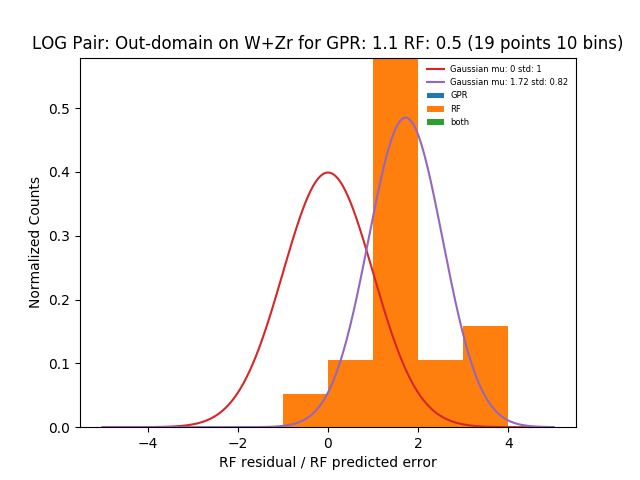 LOG Pair: Out-domain on W+Zr for GPR: 1.1 RF: 0.5 (19 points 10 bins)
Gaussian mu: 0 std: 1
Gaussian mu: 1.72 std: 0.82
GPR
RF
both
Normalized Counts
0.5
0.4
0.3
0.2
0.1
0.0
−4 −2 0 2 4
RF residual / RF predicted error